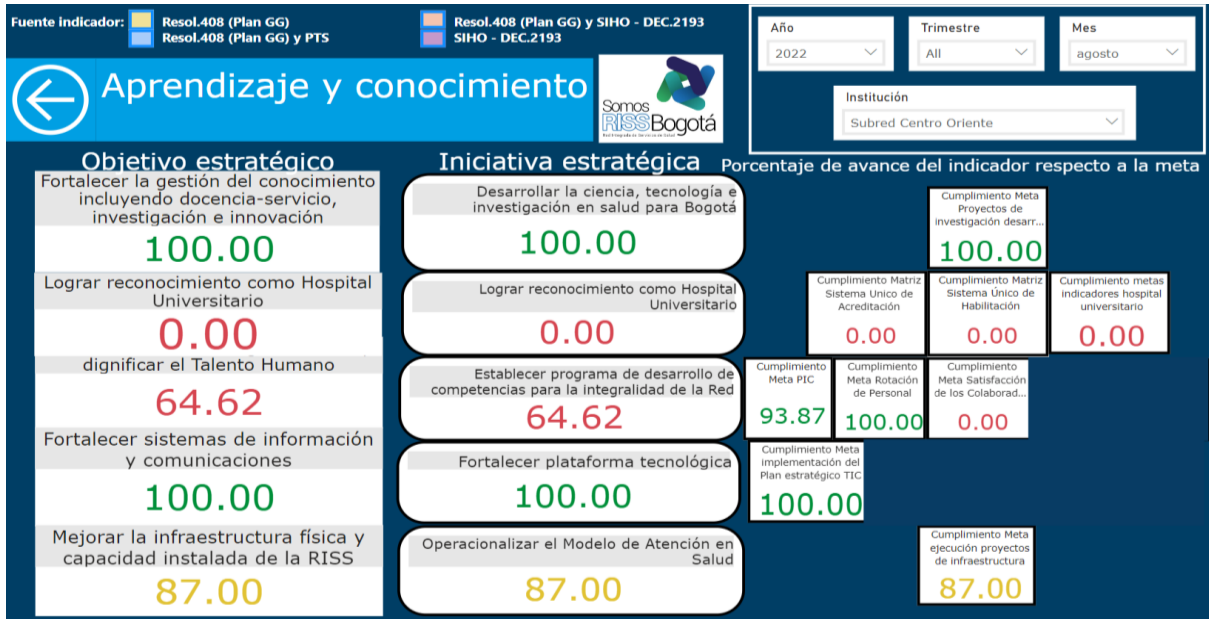 Fuente indicador:
Resol.408 (Plan GG)
Resol.408 (Plan GG) y PTS
Resol.408 (Plan GG) y SIHO - DEC.2193
SIHO - DEC.2193
Año
2022
Trimestre
All
Mes
agosto
Institución
Subred Centro Oriente
Aprendizaje y conocimiento
Somos
RISSBogotá
Red Integrada de Servicios de Salud
Objetivo estratégico
Iniciativa estratégica
Porcentaje de avance del indicador respecto a la meta
Fortalecer la gestión del conocimiento
incluyendo docencia-servicio,
investigación e innovación
100.00
Desarrollar la ciencia, tecnología e
investigación en salud para Bogotá
100.00
Cumplimiento Meta
Proyectos de
investigación desarr...
100.00
Lograr reconocimiento como Hospital
Universitario
0.00
Lograr reconocimiento como Hospital
Universitario
0.00
Cumplimiento Matriz
Sistema Unico de
Acreditación
0.00
Cumplimiento Matriz
Sistema Único de
Habilitación
0.00
Cumplimiento metas
indicadores hospital
universitario
0.00
dignificar el Talento Humano
64.62
Establecer programa de desarrollo de
competencias para la integralidad de la Red
64.62
Cumplimiento
Meta PIC
93.87
Cumplimiento
Meta Rotación
de Personal
100.00
Cumplimiento
Meta Satisfacción
de los Colaborad...
0.00
Fortalecer sistemas de información
y comunicaciones
100.00
Fortalecer plataforma tecnológica
100.00
Cumplimiento Meta
implementación del
Plan estratégico TIC
100.00
Mejorar la infraestructura física y
capacidad instalada de la RISS
87.00
Operacionalizar el Modelo de Atención en
Salud
87.00
Cumplimiento Meta
ejecución proyectos
de infraestructura
87.00